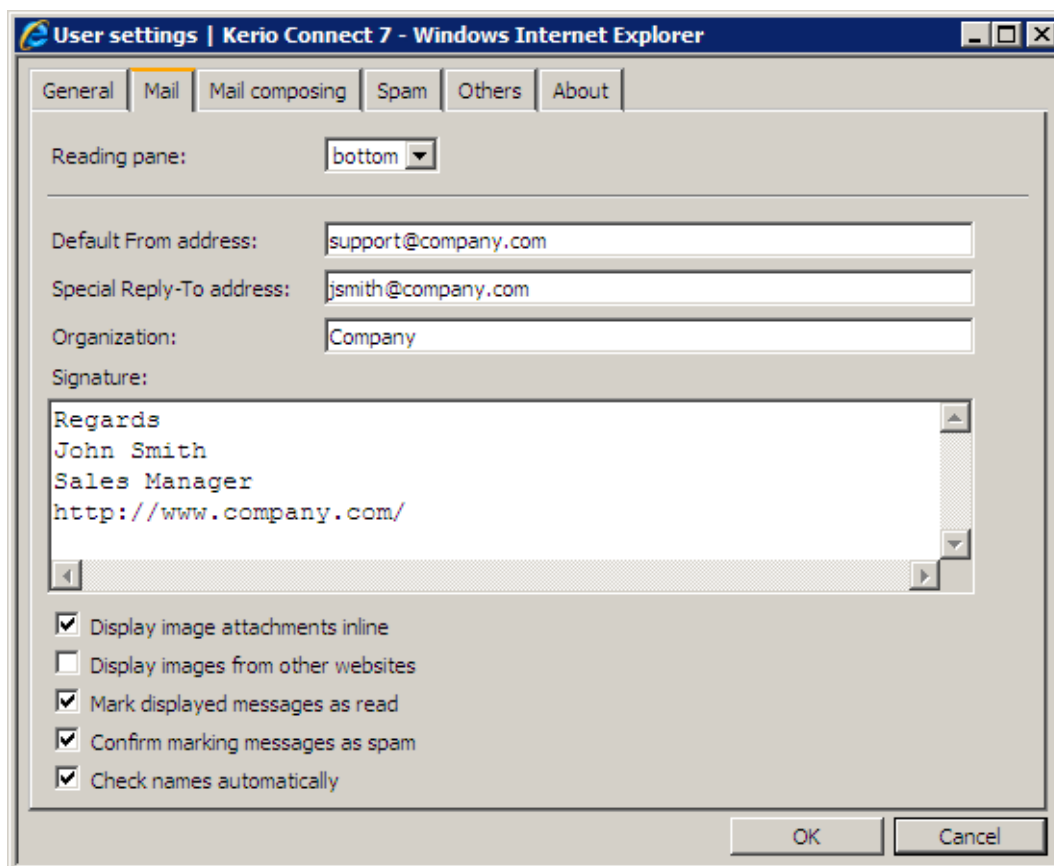 User settings | Kerio Connect 7 - Windows Internet Explorer
General Mail Mail composing Spam Others About
Reading pane: bottom
Default From address: support@company.com
Special Reply-To address: jsmith@company.com
Organization: Company
Signature:
Regards
John Smith
Sales Manager
http://www.company.com/
Display image attachments inline
Display images from other websites
Mark displayed messages as read
Confirm marking messages as spam
Check names automatically
OK Cancel